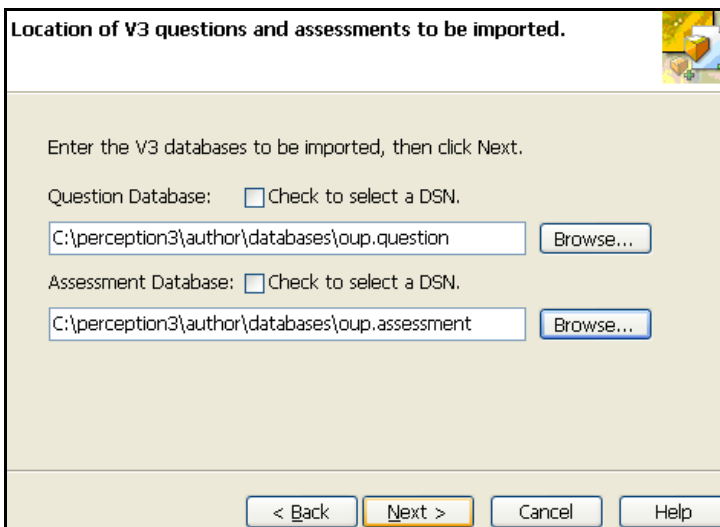 Location of V3 questions and assessments to be imported.
Enter the V3 databases to be imported, then click Next.
Question Database: Check to select a DSN.
C:\perception3\author\databases\oup.question Browse...
Assessment Database: Check to select a DSN.
C:\perception3\author\databases\oup.assessment Browse...
< Back Next > Cancel Help